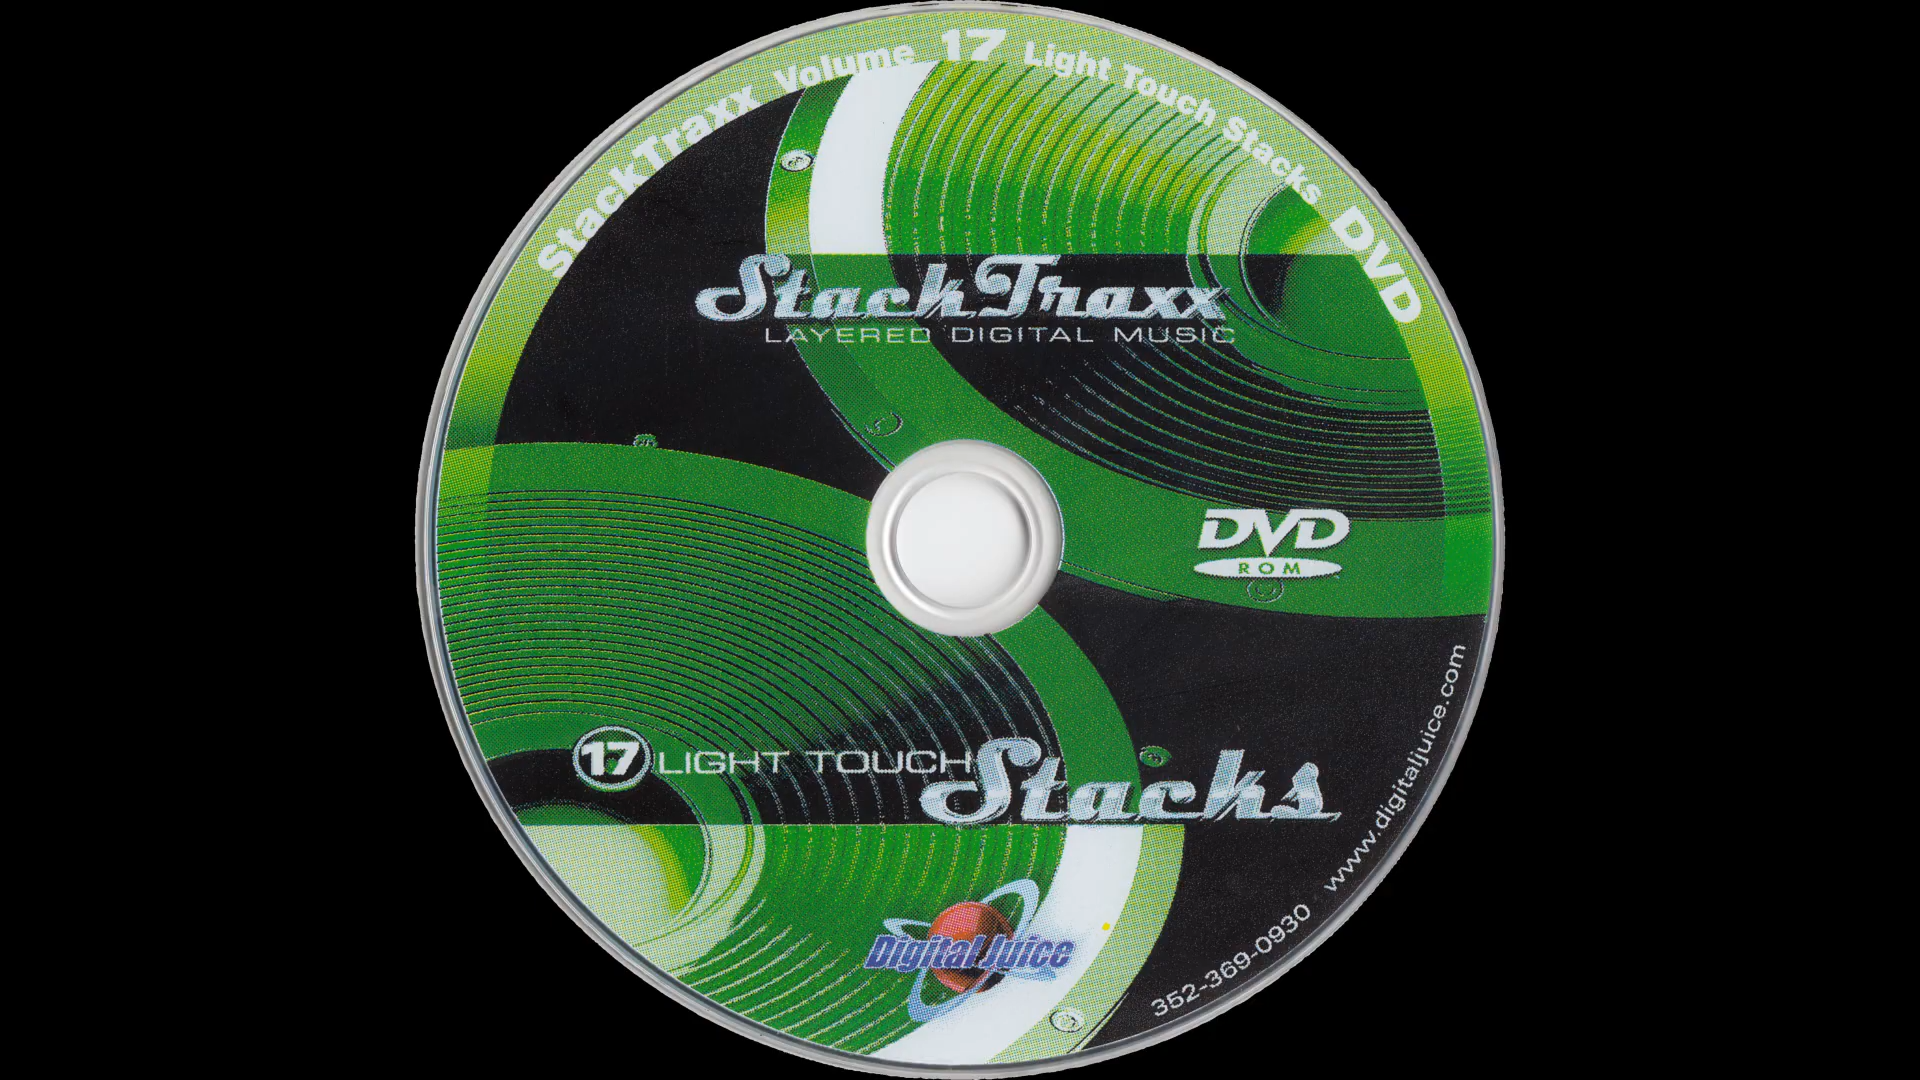 StackTraxx Volume 17 Light Touch Stacks DVD
StackTraxx
LAYERED DIGITAL MUSIC
DVD
ROM
17 LIGHT TOUCH Stacks
Digital Juice
352-369-0930 www.digitaljuice.com